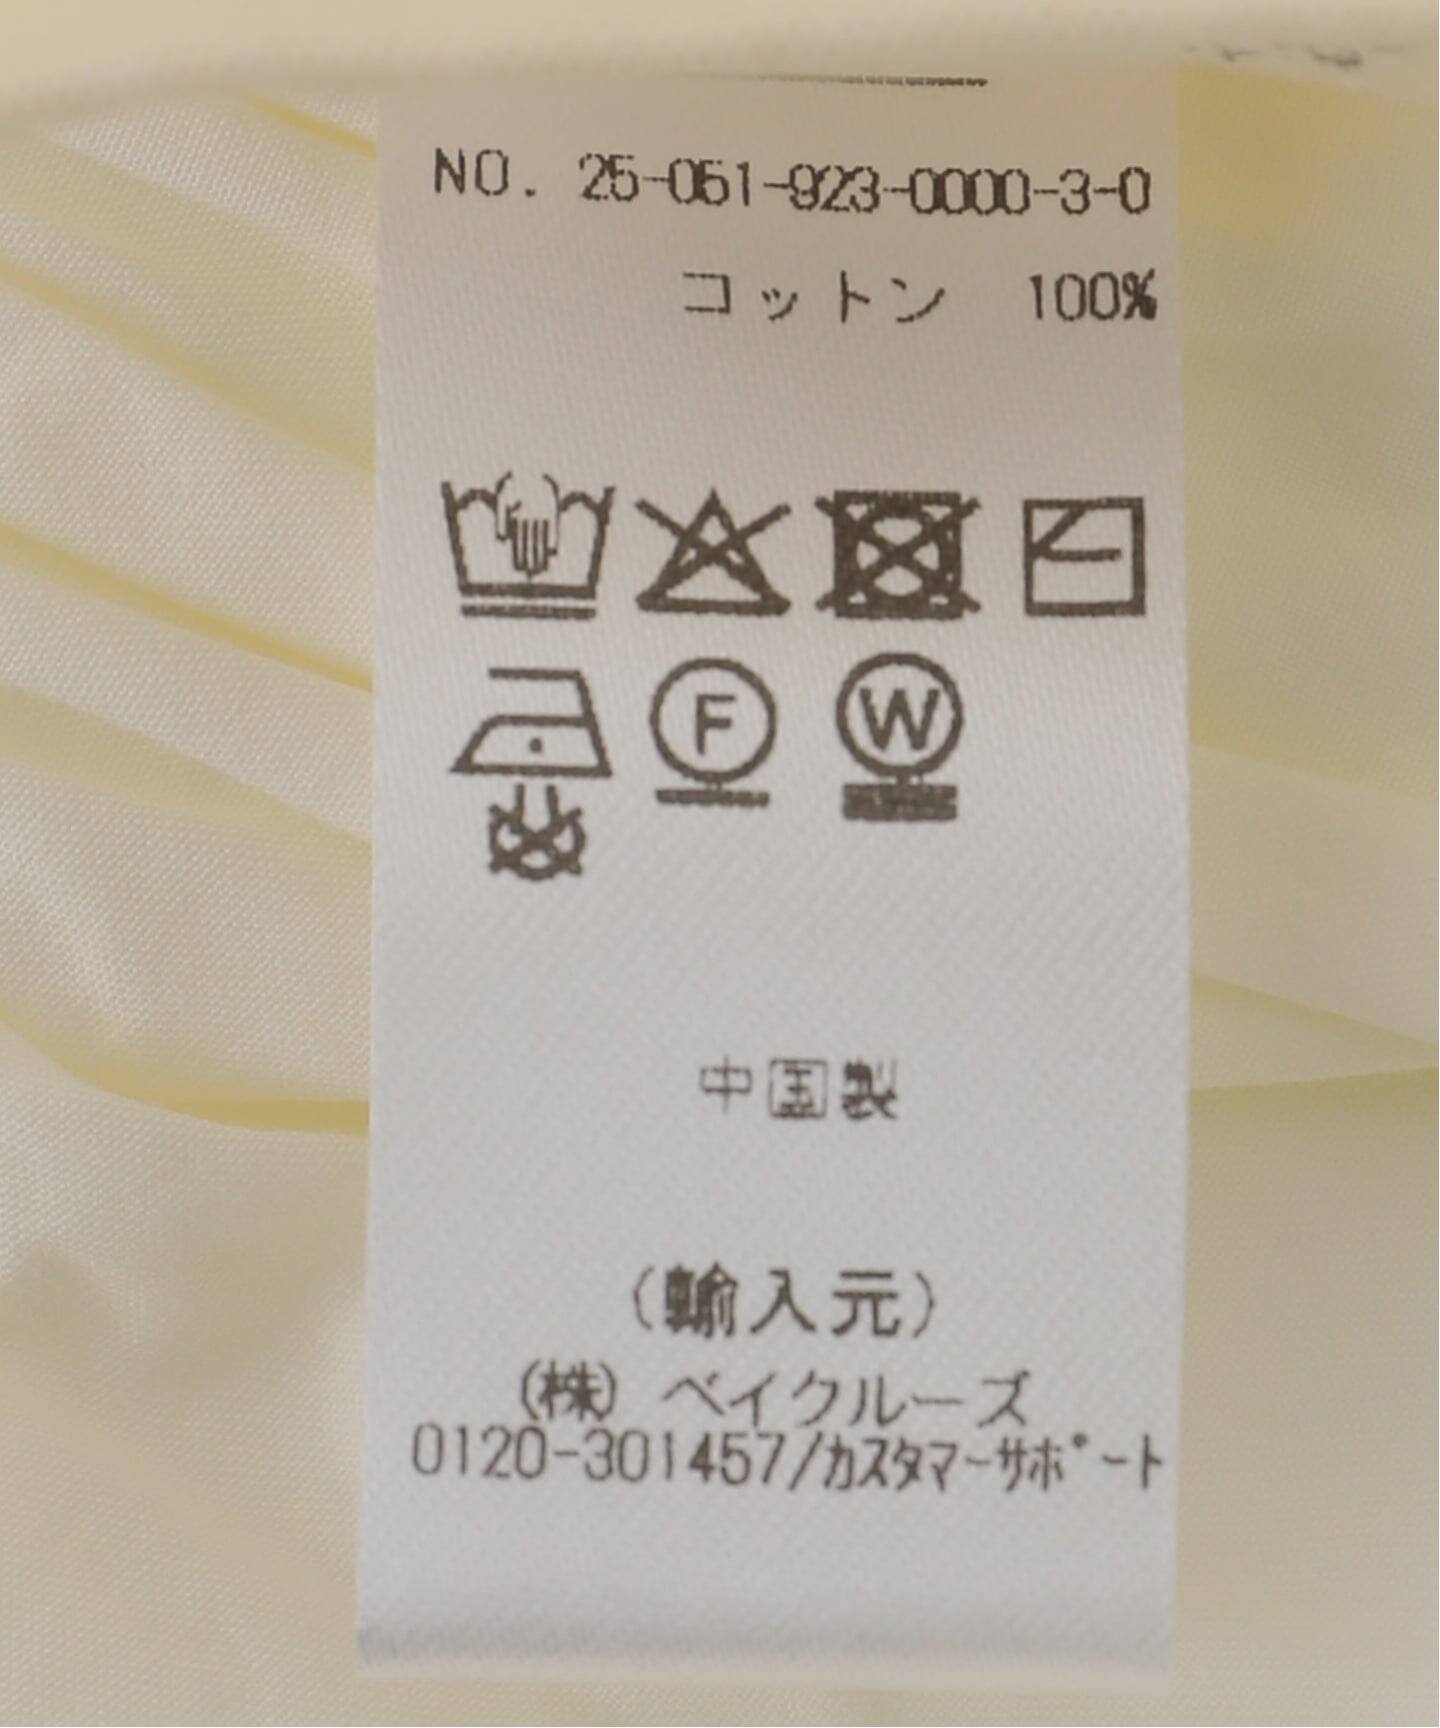 NO. 25-051-923-0000-3-0
コットン 100%
F W
中国製
(輸入元)
(株) ベイクルーズ
0120-301457/カスタマーサポート